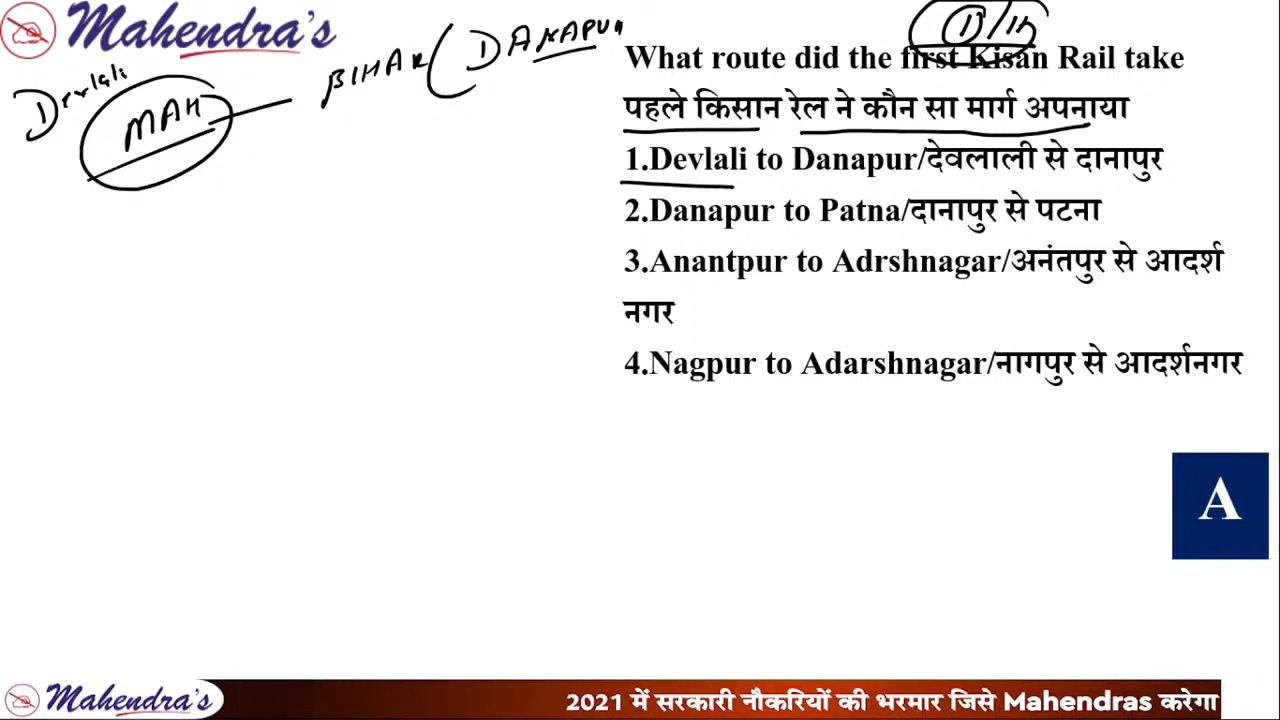 Mahendra's
Devlali
MAH
BIHAR (DANAPUR
What route did the first Kisan Rail take
पहले किसान रेल ने कौन सा मार्ग अपनाया
1.Devlali to Danapur/देवलाली से दानापुर
2.Danapur to Patna/दानापुर से पटना
3.Anantpur to Adrshnagar/अनंतपुर से आदर्श
नगर
4.Nagpur to Adarshnagar/नागपुर से आदर्शनगर
A
Mahendra's
2021 में सरकारी नौकरियों की भरमार जिसे Mahendras करेगा